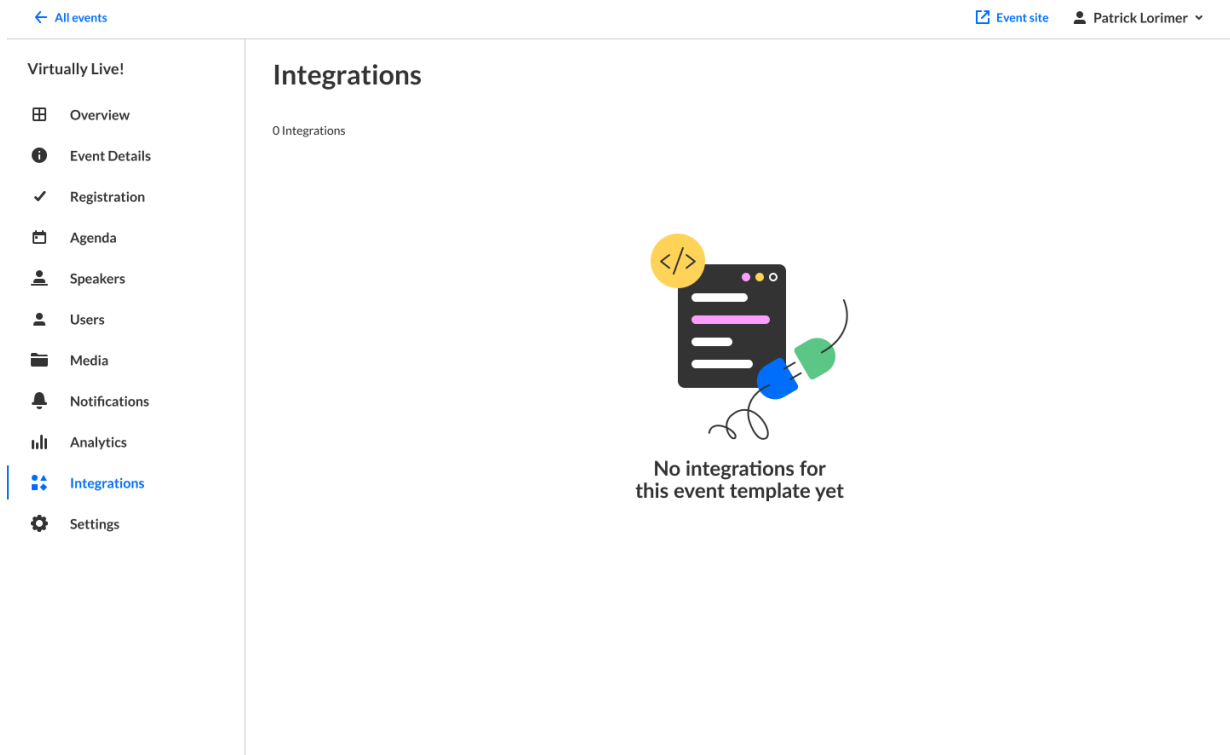 All events
Event site
Patrick Lorimer
Virtually Live!
Overview
Event Details
Registration
Agenda
Speakers
Users
Media
Notifications
Analytics
Integrations
Settings
Integrations
0 Integrations
</>
No integrations for
this event template yet